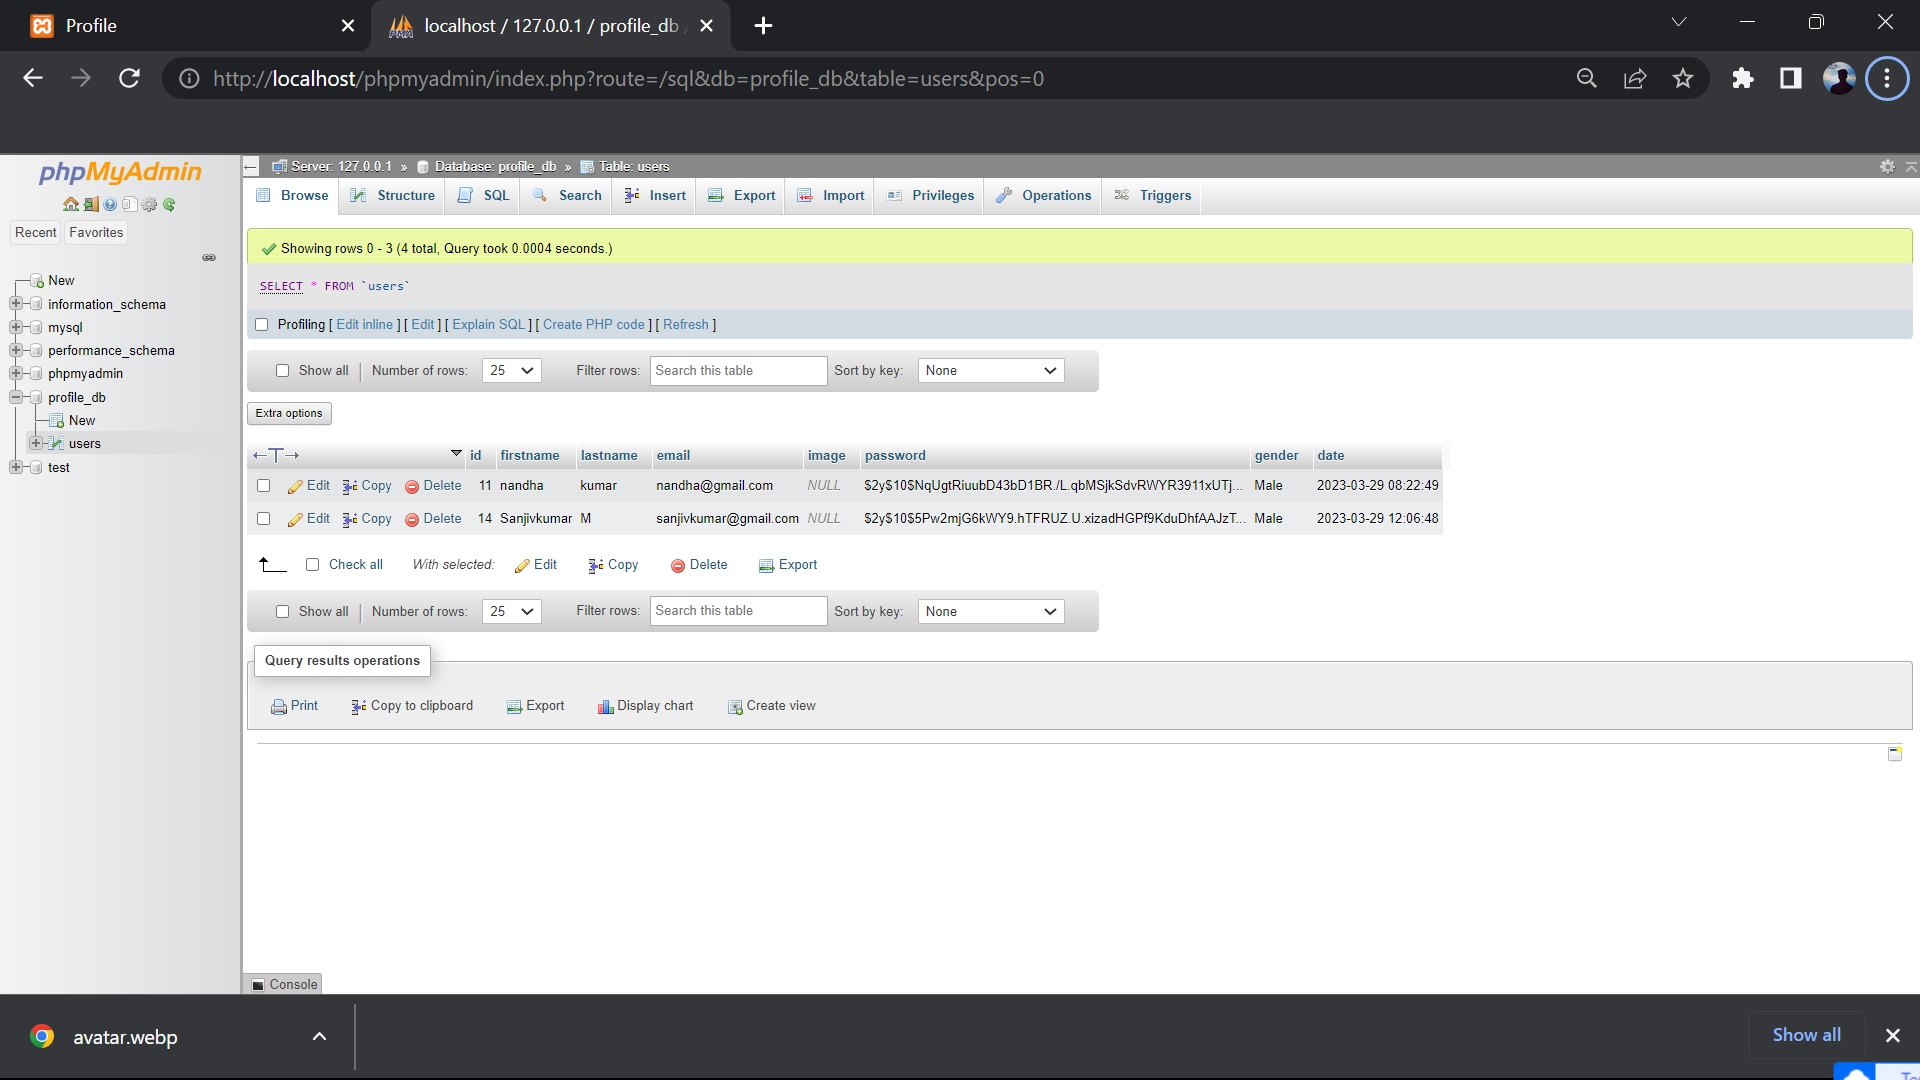 Profile
localhost / 127.0.0.1 / profile_db
http://localhost/phpmyadmin/index.php?route=/sql&db=profile_db&table=users&pos=0
phpMyAdmin
Recent
Favorites
New
information_schema
mysql
performance_schema
phpmyadmin
profile_db
New
users
test
Server: 127.0.0.1 » Database: profile_db » Table: users
Browse Structure SQL Search Insert Export Import Privileges Operations Triggers
Showing rows 0 - 3 (4 total, Query took 0.0004 seconds.)
SELECT * FROM `users`
Profiling [ Edit inline ] [ Edit ] [ Explain SQL ] [ Create PHP code ] [ Refresh ]
Show all | Number of rows: 25 Filter rows: Search this table Sort by key: None
Extra options
←T→ id firstname lastname email image password gender date
Edit Copy Delete 11 nandha kumar nandha@gmail.com NULL $2y$10$NqUgtRiuubD43bD1BR./L.qbMSjkSdvRWYR3911xUTj... Male 2023-03-29 08:22:49
Edit Copy Delete 14 Sanjivkumar M sanjivkumar@gmail.com NULL $2y$10$5Pw2mjG6kWY9.hTFRUZ.U.xizadHGPf9KduDhfAAJzT... Male 2023-03-29 12:06:48
Check all With selected: Edit Copy Delete Export
Show all | Number of rows: 25 Filter rows: Search this table Sort by key: None
Query results operations
Print Copy to clipboard Export Display chart Create view
Console
avatar.webp
Show all